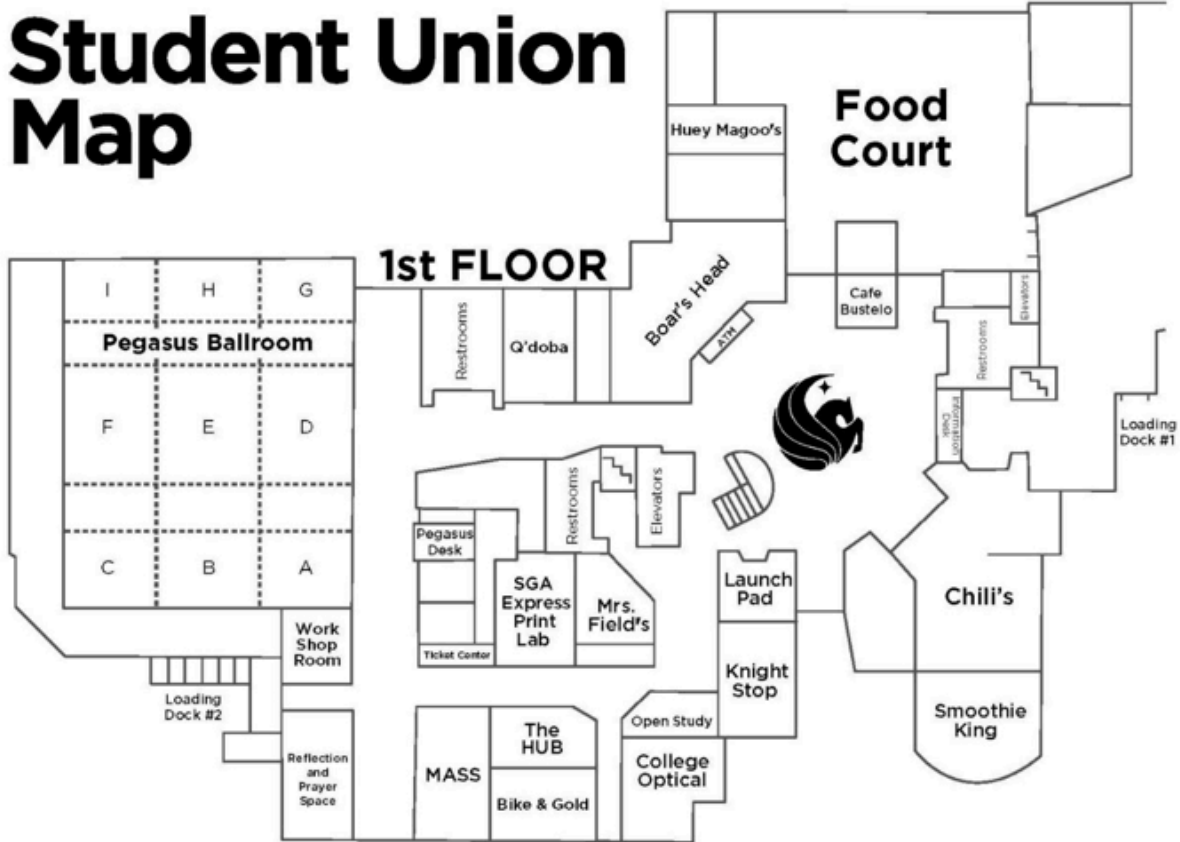 Student Union
Map
Food
Court
Huey Magoo's
1st FLOOR
I
H
G
Pegasus Ballroom
F
E
D
C
B
A
Restrooms
Q'doba
Boar's Head
ATM
Cafe
Bustelo
Elevators
Restrooms
Information
Desk
Loading
Dock #1
Restrooms
Elevators
Pegasus
Desk
SGA
Express
Print
Lab
Mrs.
Field's
Ticket Center
Launch
Pad
Chili's
Work
Shop
Room
Knight
Stop
Loading
Dock #2
Open Study
Smoothie
King
Reflection
and
Prayer
Space
MASS
The
HUB
Bike & Gold
College
Optical